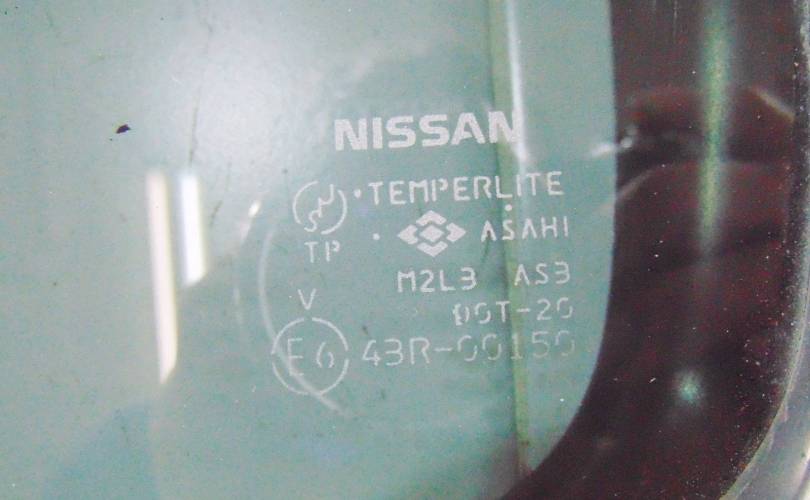 NISSAN
TEMPERLITE
TP ASAHI
M2L3 AS3
V DOT-20
E6 43R-00150